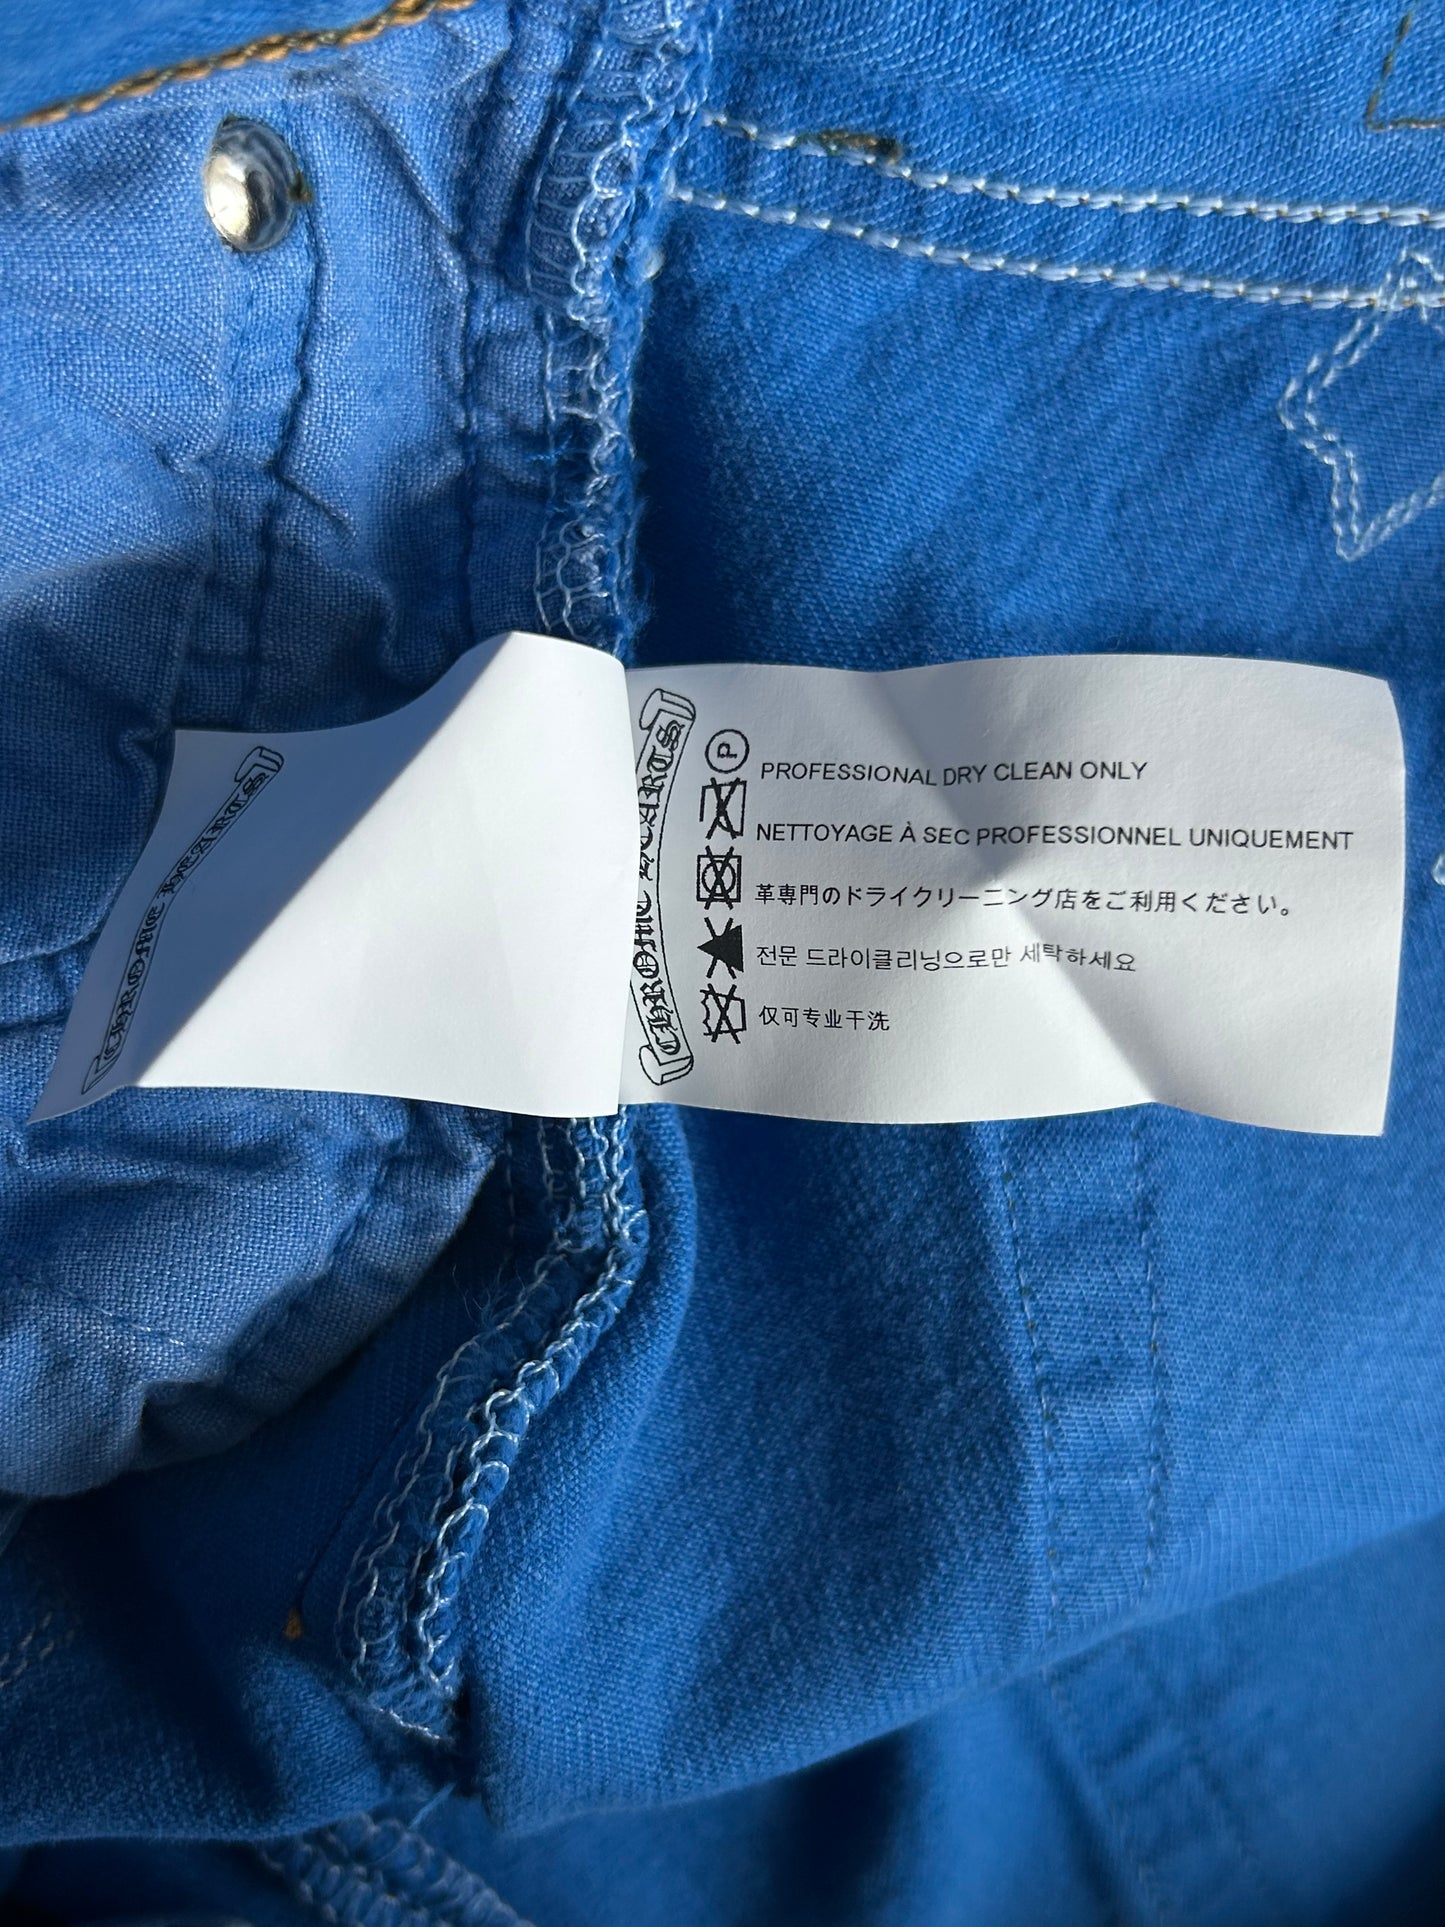 CHROME HEARTS
CHROME HEARTS
P
PROFESSIONAL DRY CLEAN ONLY
NETTOYAGE À SEC PROFESSIONNEL UNIQUEMENT
革専門のドライクリーニング店をご利用ください。
전문 드라이클리닝으로만 세탁하세요
仅可专业干洗